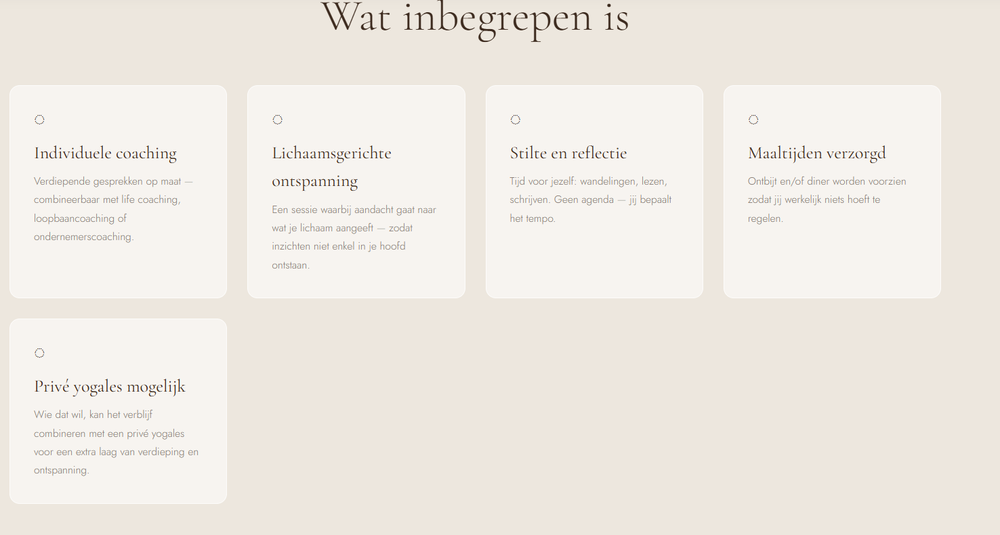 Wat inbegrepen is
Individuele coaching
Verdiepende gesprekken op maat —
combineerbaar met life coaching,
loopbaancoaching of
ondernemerscoaching.
Lichaamsgerichte
ontspanning
Een sessie waarbij aandacht gaat naar
wat je lichaam aangeeft — zodat
inzichten niet enkel in je hoofd
ontstaan.
Stilte en reflectie
Tijd voor jezelf: wandelingen, lezen,
schrijven. Geen agenda — jij bepaalt
het tempo.
Maaltijden verzorgd
Ontbijt en/of diner worden voorzien
zodat jij werkelijk niets hoeft te
regelen.
Privé yogales mogelijk
Wie dat wil, kan het verblijf
combineren met een privé yogales
voor een extra laag van verdieping en
ontspanning.